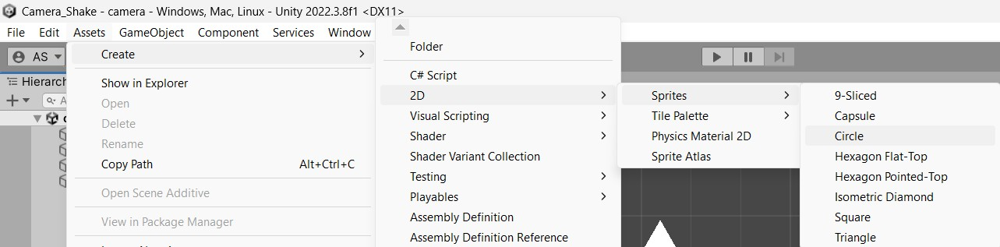 Camera_Shake - camera - Windows, Mac, Linux - Unity 2022.3.8f1 <DX11>
File Edit Assets GameObject Component Services Window
AS
Hierarch
A
Create
Show in Explorer
Open
Delete
Rename
Copy Path Alt+Ctrl+C
Open Scene Additive
View in Package Manager
Folder
C# Script
2D
Visual Scripting
Shader
Shader Variant Collection
Testing
Playables
Assembly Definition
Assembly Definition Reference
Sprites
Tile Palette
Physics Material 2D
Sprite Atlas
9-Sliced
Capsule
Circle
Hexagon Flat-Top
Hexagon Pointed-Top
Isometric Diamond
Square
Triangle